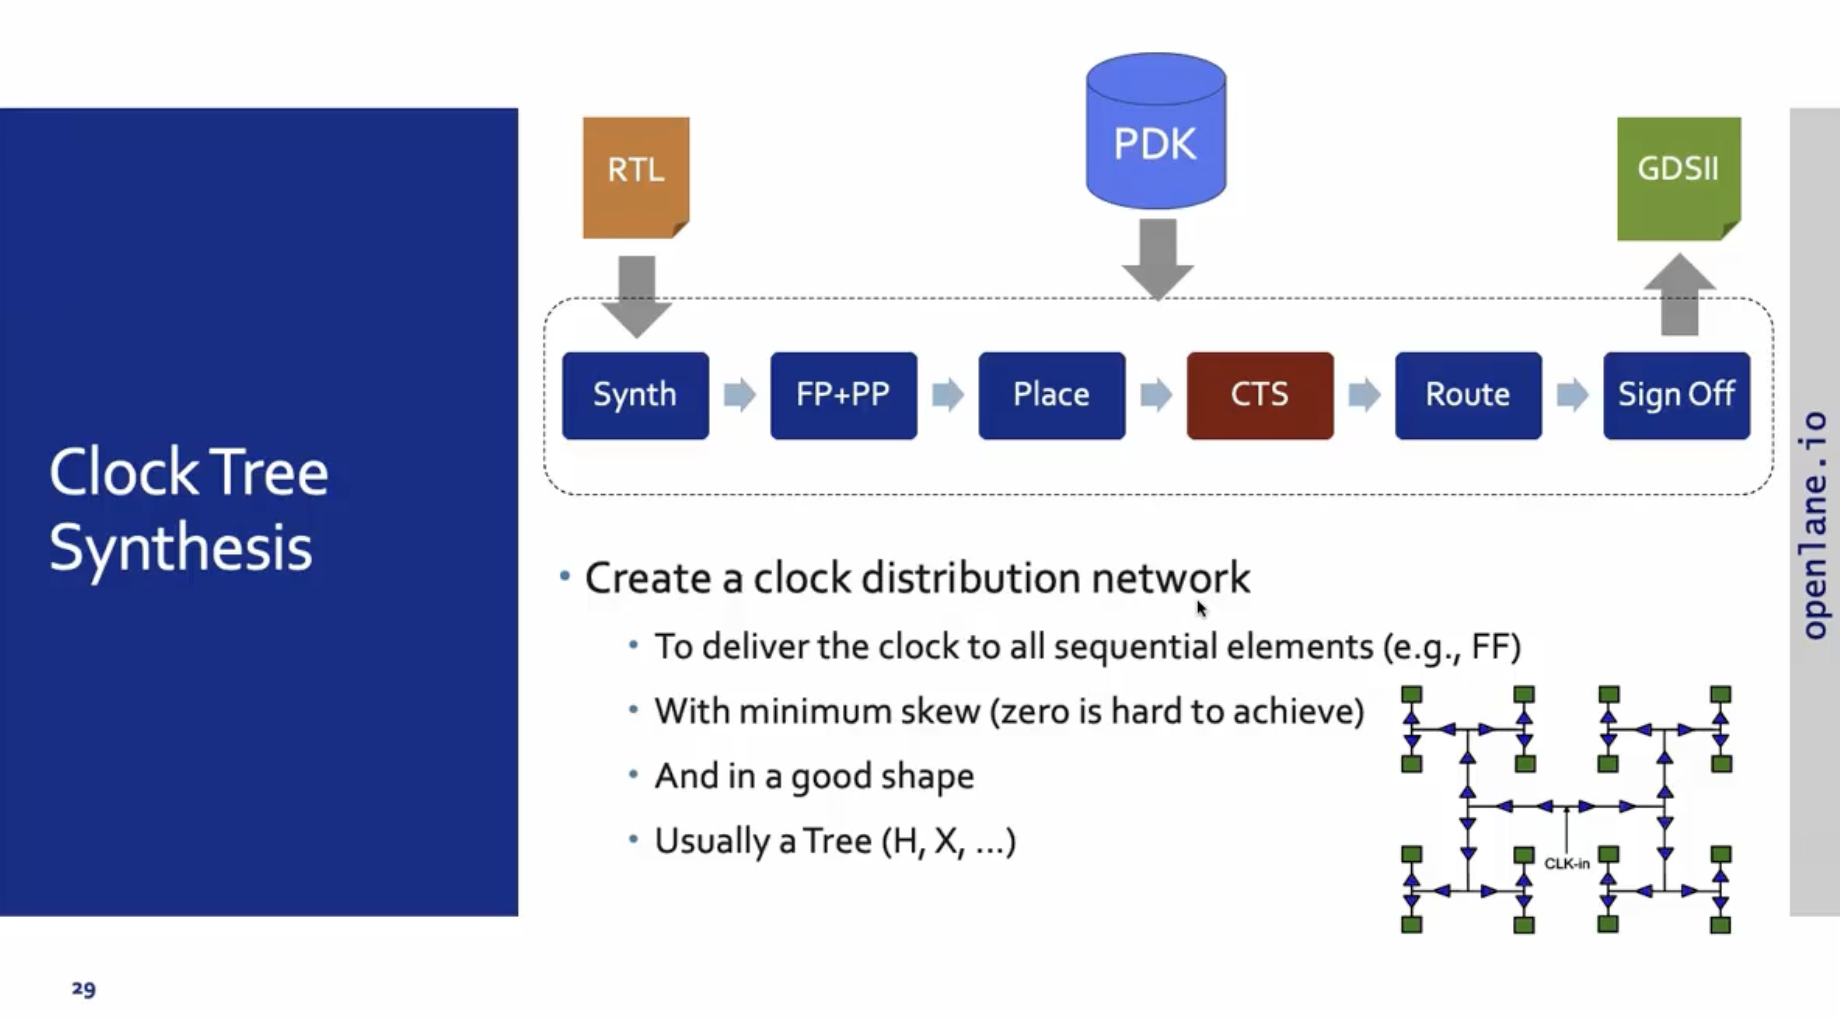 RTL
PDK
GDSII
Synth
FP+PP
Place
CTS
Route
Sign Off
Clock Tree
Synthesis
• Create a clock distribution network
• To deliver the clock to all sequential elements (e.g., FF)
• With minimum skew (zero is hard to achieve)
• And in a good shape
• Usually a Tree (H, X, ...)
CLK-in
openlane.io
29